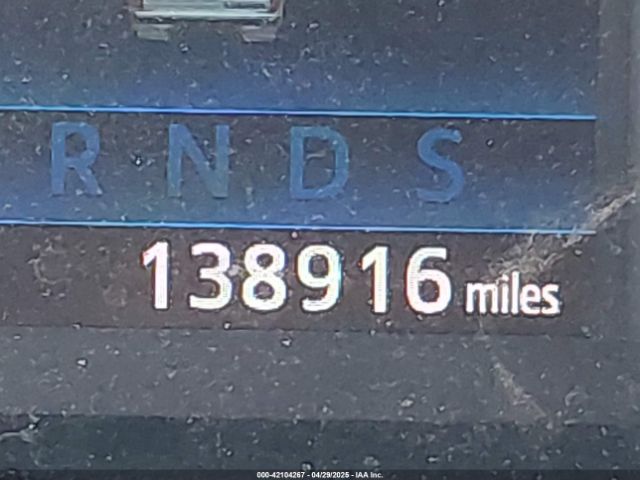 R N D S
138916 miles
000-42104267 - 04/29/2025 - IAA Inc.